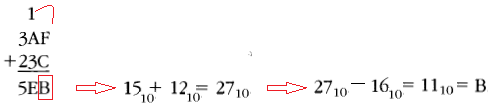 1
3AF
+23C
5EB 15₁₀+ 12₁₀= 27₁₀ 27₁₀ − 16₁₀= 11₁₀ = B